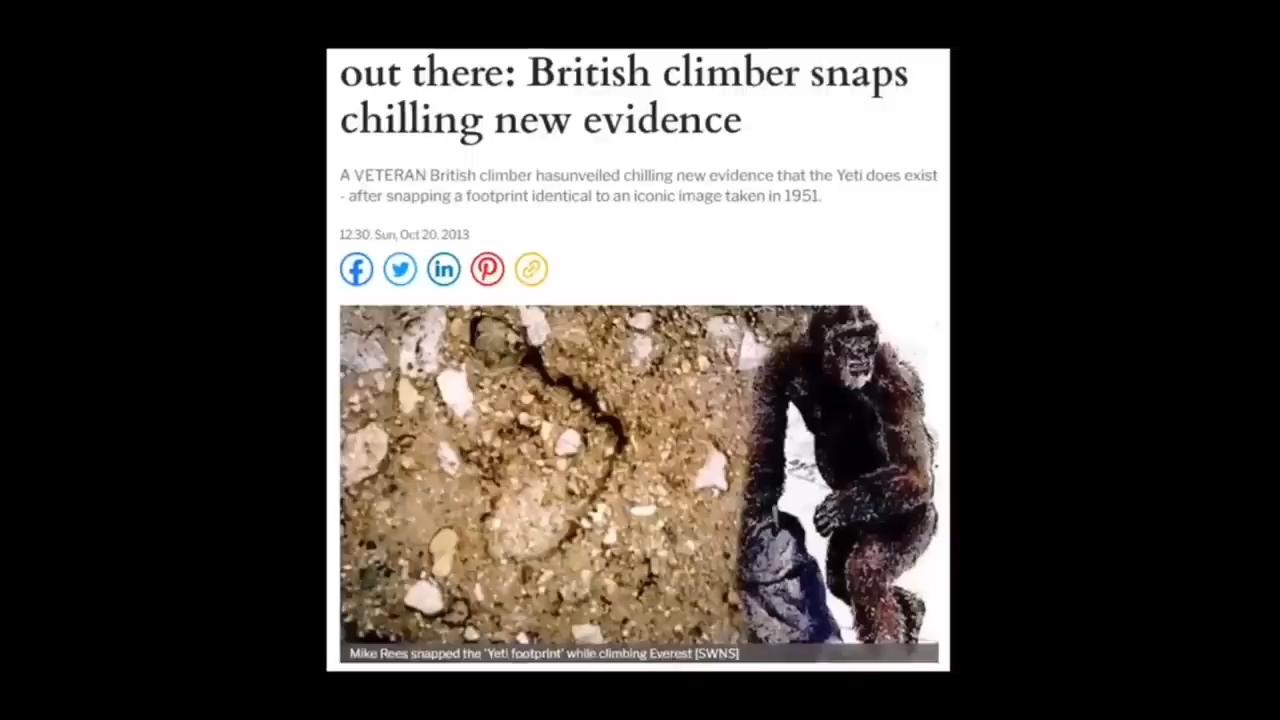 out there: British climber snaps
chilling new evidence
A VETERAN British climber hasunveiled chilling new evidence that the Yeti does exist
- after snapping a footprint identical to an iconic image taken in 1951.
12:30, Sun, Oct 20, 2013
Mike Rees snapped the 'Yeti footprint' while climbing Everest [SWNS]